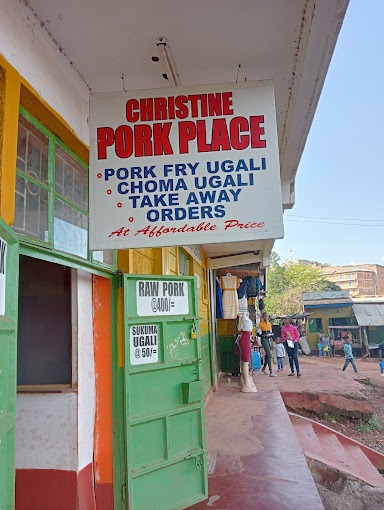 CHRISTINE
PORK PLACE
PORK FRY UGALI
CHOMA UGALI
TAKE AWAY
ORDERS
At Affordable Price
RAW PORK
@400/=
SUKUMA
UGALI
@50/=